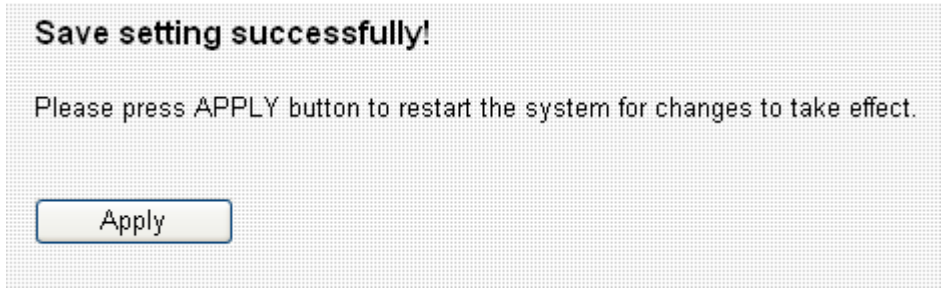 Save setting successfully!
Please press APPLY button to restart the system for changes to take effect.
Apply